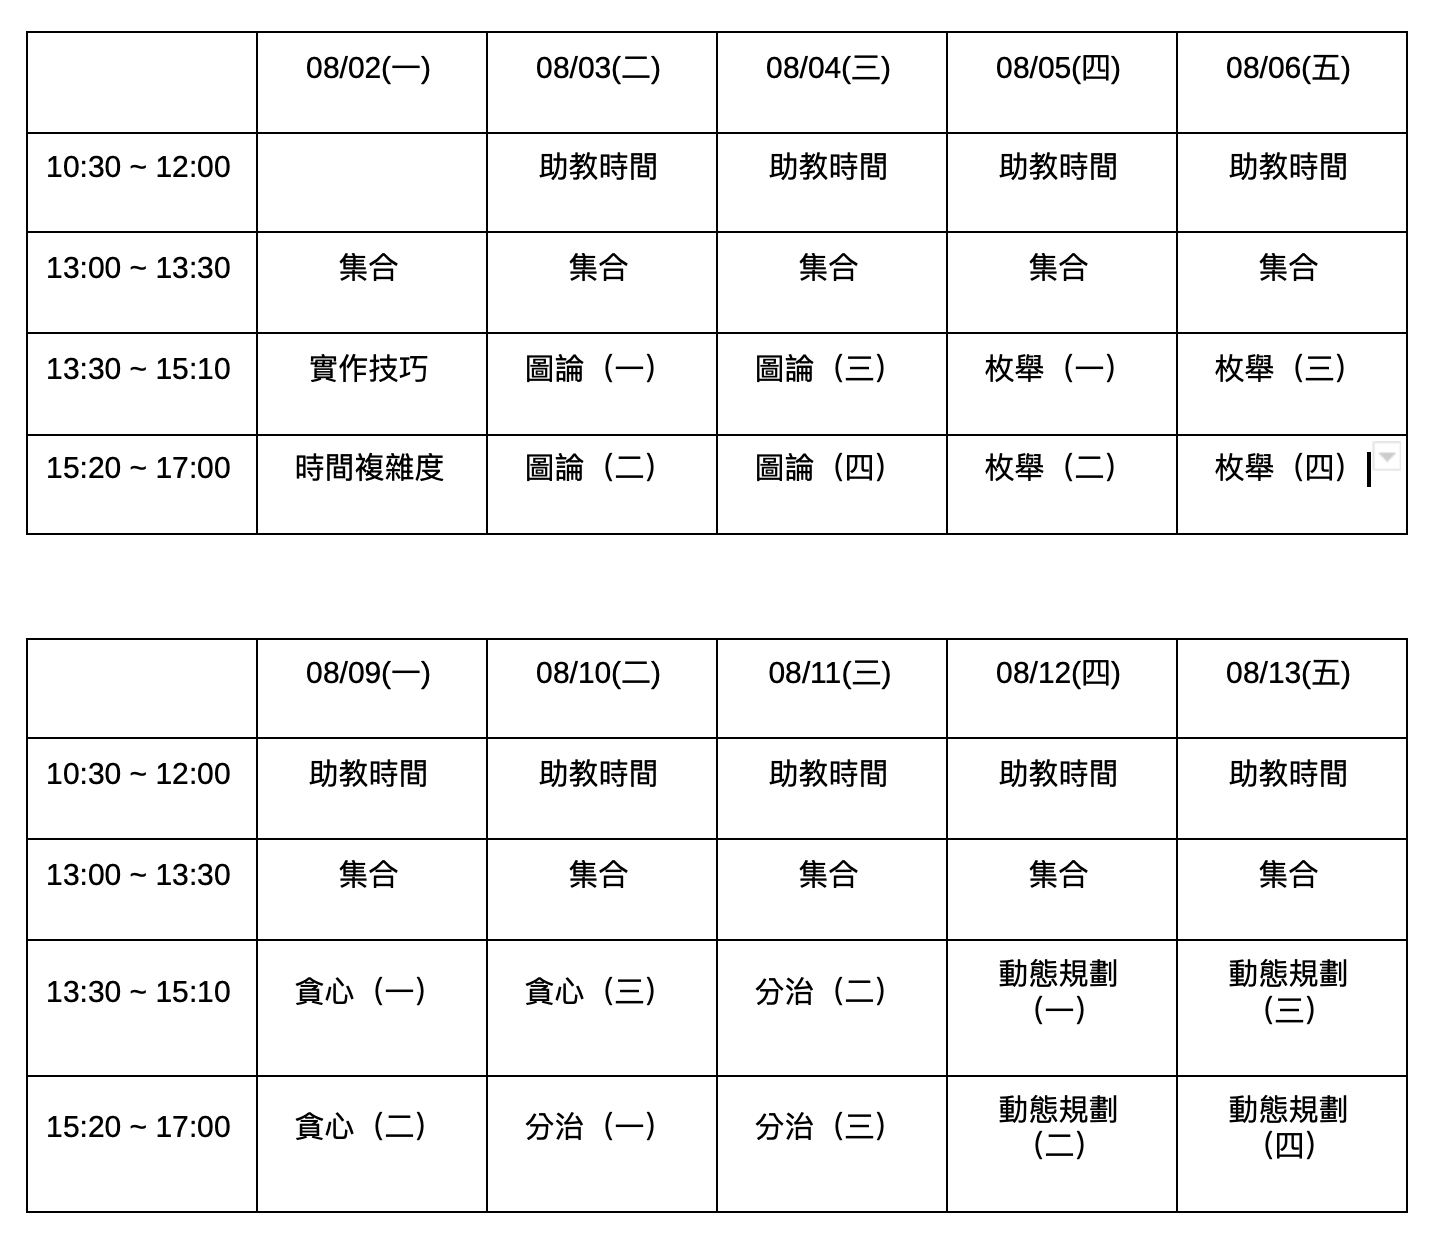 08/02(一) 08/03(二) 08/04(三) 08/05(四) 08/06(五)
10:30 ~ 12:00 助教時間 助教時間 助教時間 助教時間
13:00 ~ 13:30 集合 集合 集合 集合 集合
13:30 ~ 15:10 實作技巧 圖論（一） 圖論（三） 枚舉（一） 枚舉（三）
15:20 ~ 17:00 時間複雜度 圖論（二） 圖論（四） 枚舉（二） 枚舉（四）
08/09(一) 08/10(二) 08/11(三) 08/12(四) 08/13(五)
10:30 ~ 12:00 助教時間 助教時間 助教時間 助教時間 助教時間
13:00 ~ 13:30 集合 集合 集合 集合 集合
13:30 ~ 15:10 貪心（一） 貪心（三） 分治（二） 動態規劃 動態規劃
（一） （三）
15:20 ~ 17:00 貪心（二） 分治（一） 分治（三） 動態規劃 動態規劃
（二） （四）